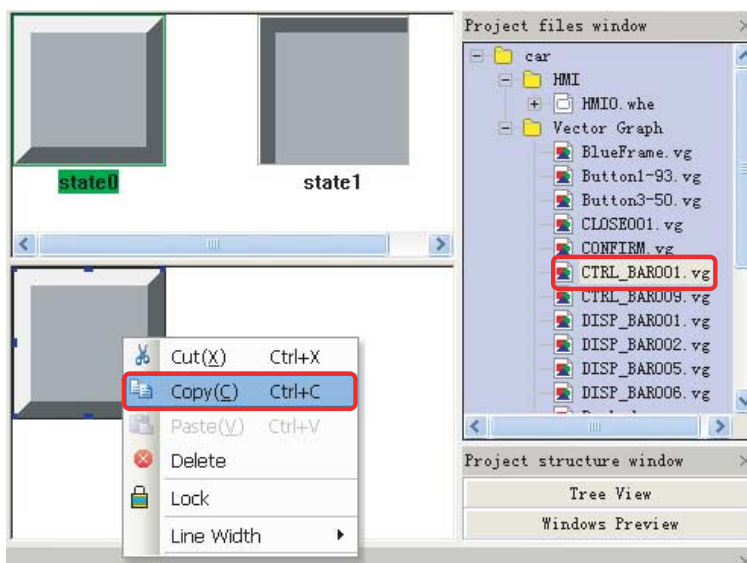 state0
state1
Cut(X) Ctrl+X
Copy(C) Ctrl+C
Paste(V) Ctrl+V
Delete
Lock
Line Width
Project files window
car
HMI
HMI0.whe
Vector Graph
BlueFrame.vg
Button1-93.vg
Button3-50.vg
CLOSE001.vg
CONFIRM.vg
CTRL_BAR001.vg
CTRL_BAR009.vg
DISP_BAR001.vg
DISP_BAR002.vg
DISP_BAR005.vg
DISP_BAR006.vg
Project structure window
Tree View
Windows Preview